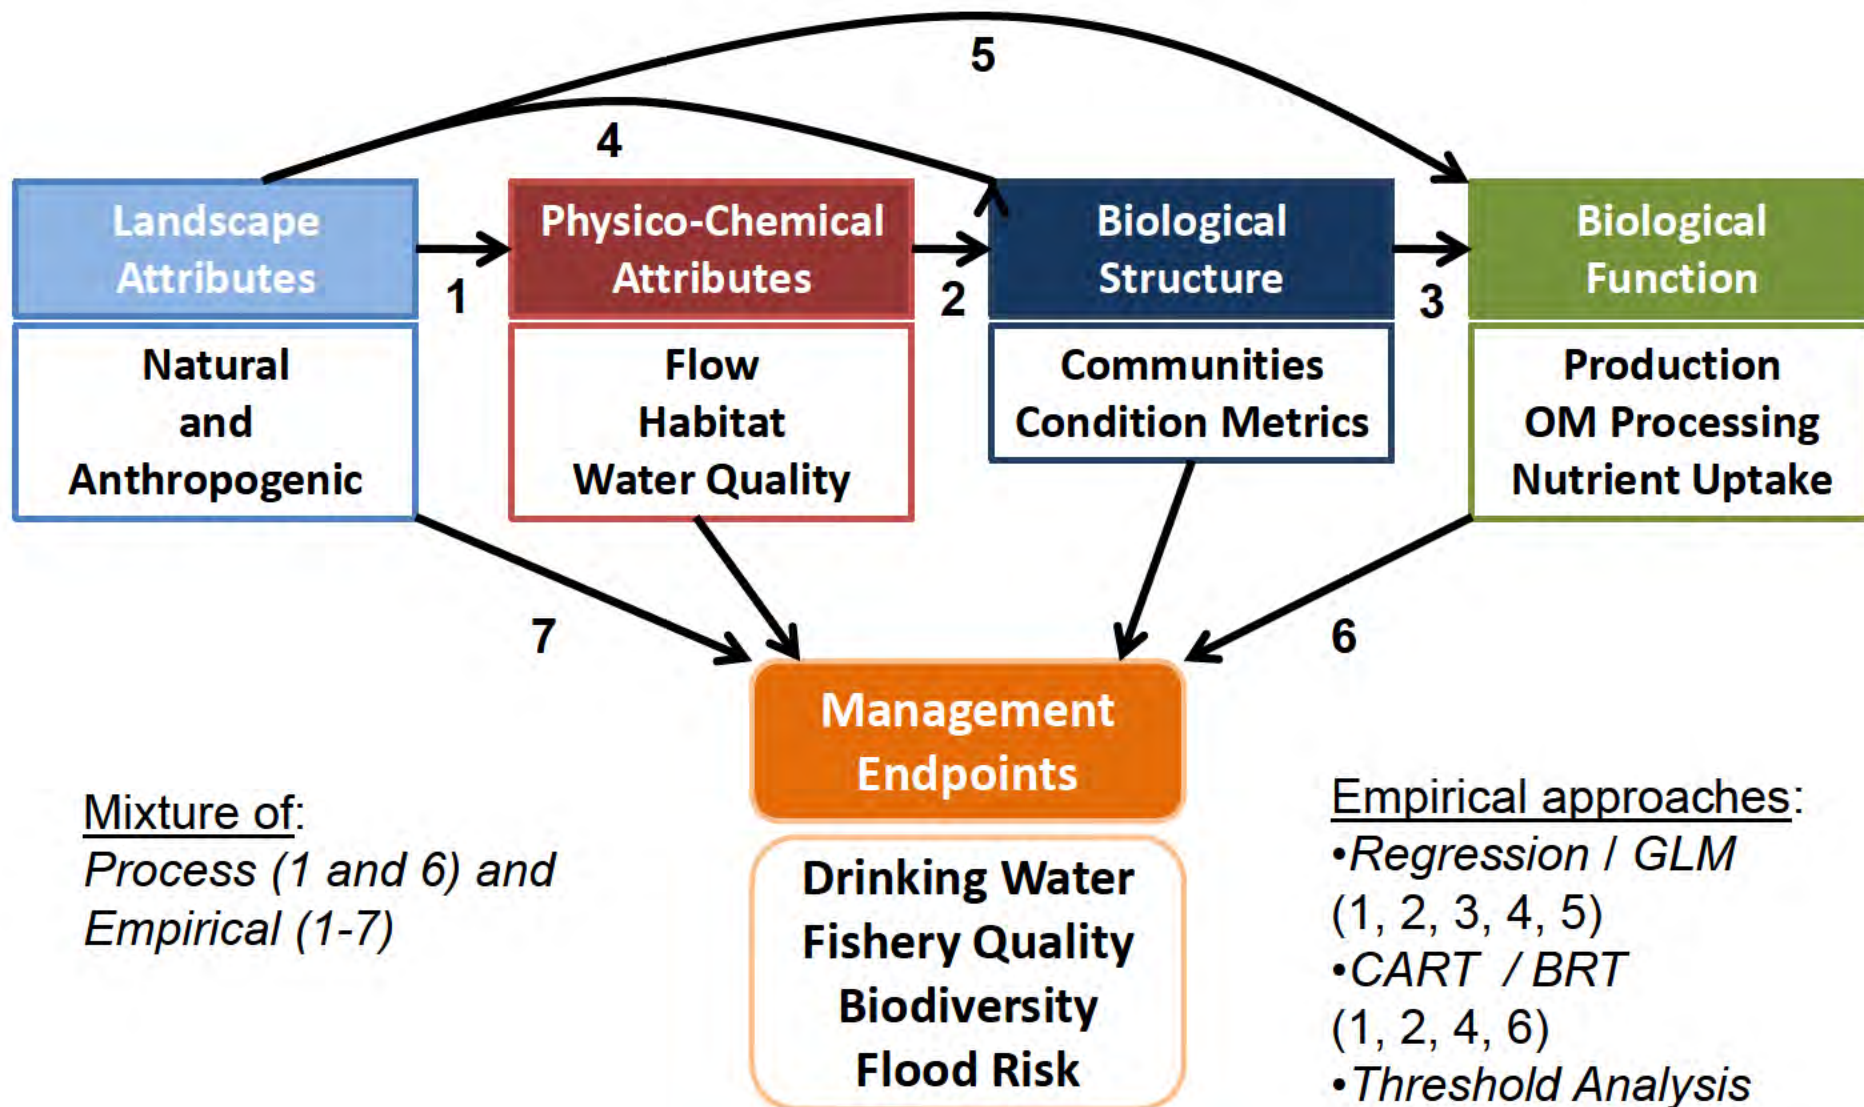 5
4
Landscape
Attributes
1
Physico-Chemical
Attributes
2
Biological
Structure
3
Biological
Function
Natural
and
Anthropogenic
Flow
Habitat
Water Quality
Communities
Condition Metrics
Production
OM Processing
Nutrient Uptake
7
6
Management
Endpoints
Drinking Water
Fishery Quality
Biodiversity
Flood Risk
Mixture of:
Process (1 and 6) and
Empirical (1-7)
Empirical approaches:
•Regression / GLM
(1, 2, 3, 4, 5)
•CART / BRT
(1, 2, 4, 6)
•Threshold Analysis